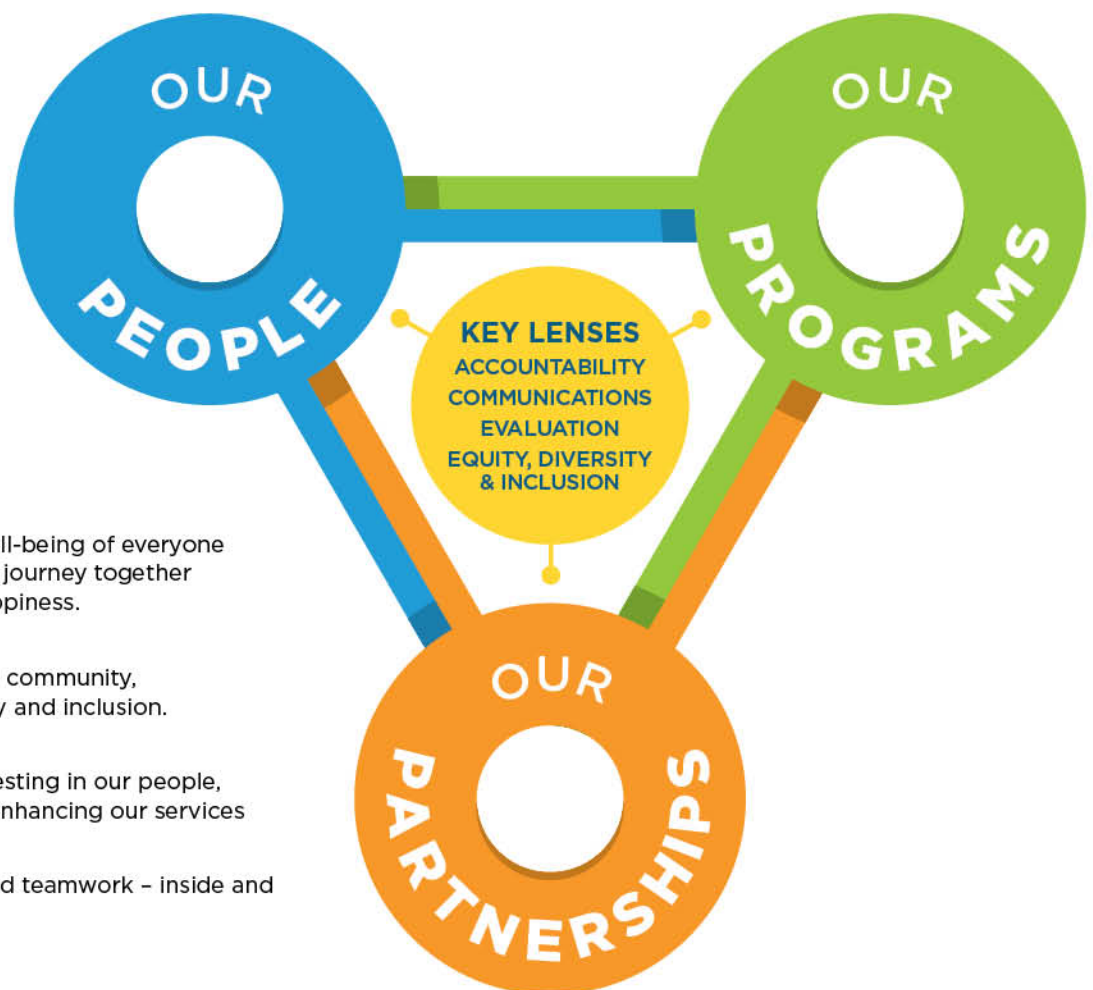 OUR
PEOPLE
OUR
PROGRAMS
KEY LENSES
ACCOUNTABILITY
COMMUNICATIONS
EVALUATION
EQUITY, DIVERSITY
& INCLUSION
ll-being of everyone
journey together
piness.
community,
y and inclusion.
esting in our people,
nhancing our services
d teamwork – inside and
OUR
PARTNERSHIPS